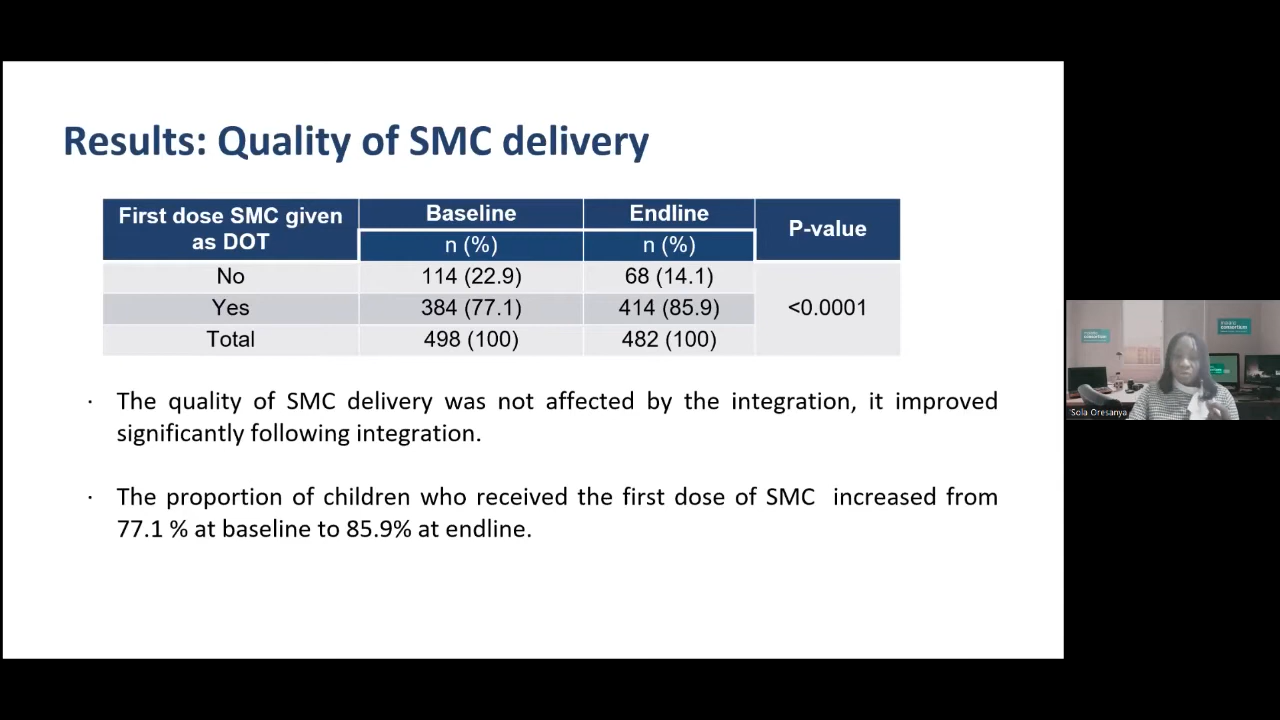 Results: Quality of SMC delivery
First dose SMC given as DOT Baseline Endline P-value
n (%) n (%)
No 114 (22.9) 68 (14.1)
Yes 384 (77.1) 414 (85.9) <0.0001
Total 498 (100) 482 (100)
· The quality of SMC delivery was not affected by the integration, it improved
significantly following integration.
· The proportion of children who received the first dose of SMC increased from
77.1 % at baseline to 85.9% at endline.
malaria
consortium
Sola Oresanya